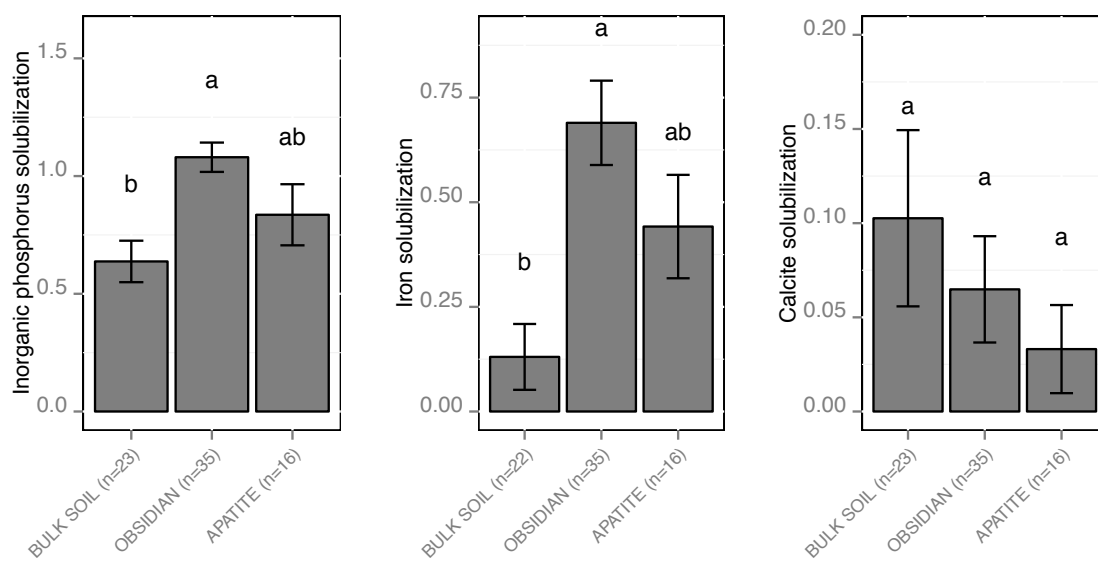 Inorganic phosphorus solubilization
1.5
1.0
0.5
0.0
b
a
ab
BULK SOIL (n=23)
OBSIDIAN (n=35)
APATITE (n=16)
Iron solubilization
0.75
0.50
0.25
0.00
b
a
ab
BULK SOIL (n=22)
OBSIDIAN (n=35)
APATITE (n=16)
Calcite solubilization
0.20
0.15
0.10
0.05
0.00
a
a
a
BULK SOIL (n=23)
OBSIDIAN (n=35)
APATITE (n=16)